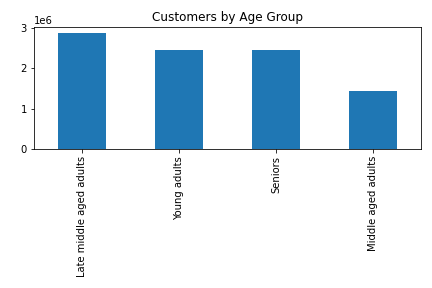 Customers by Age Group
1e6
3
2
1
0
Late middle aged adults
Young adults
Seniors
Middle aged adults